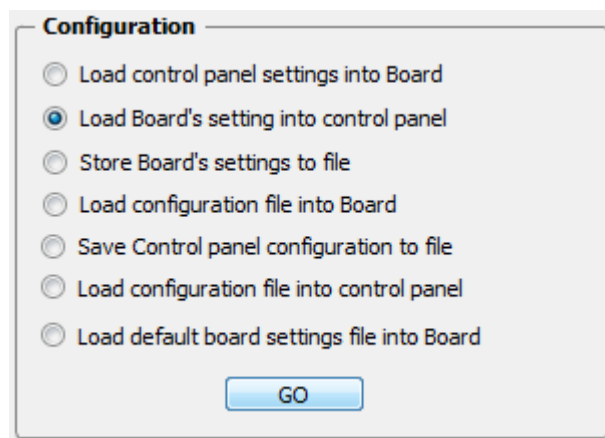 Configuration
Load control panel settings into Board
Load Board's setting into control panel
Store Board's settings to file
Load configuration file into Board
Save Control panel configuration to file
Load configuration file into control panel
Load default board settings file into Board
GO